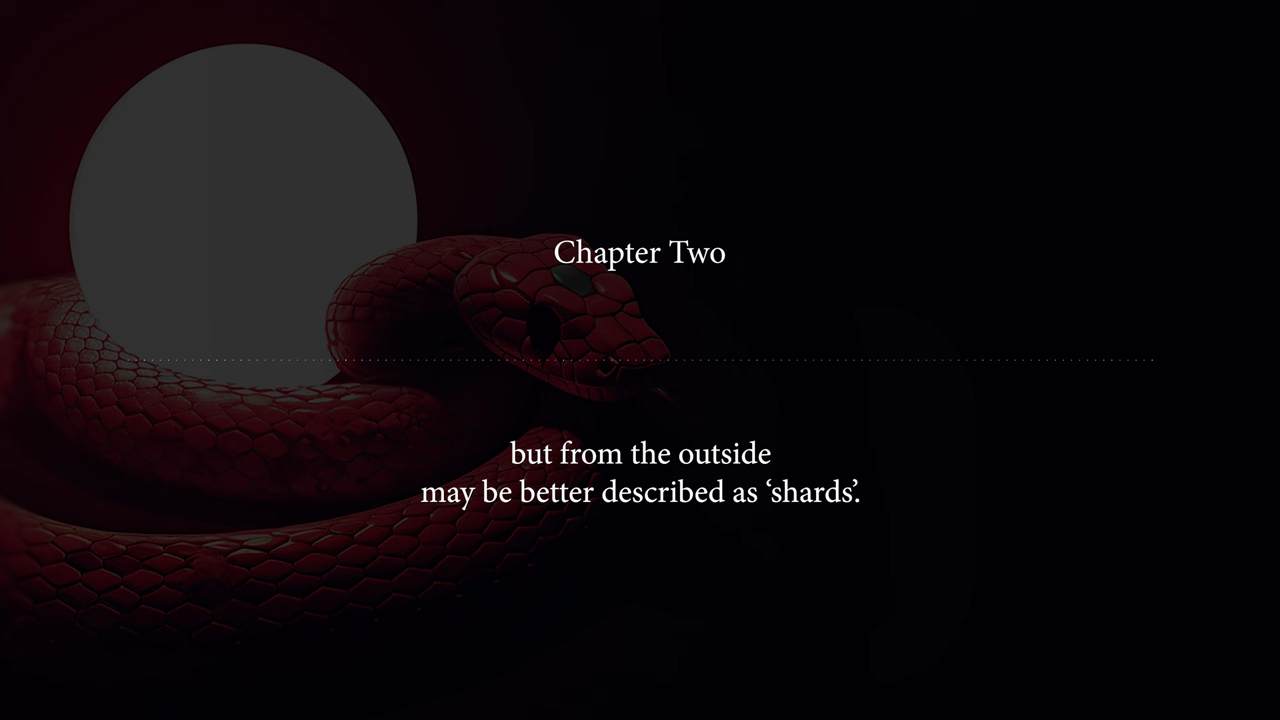 Chapter Two
but from the outside
may be better described as ‘shards’.